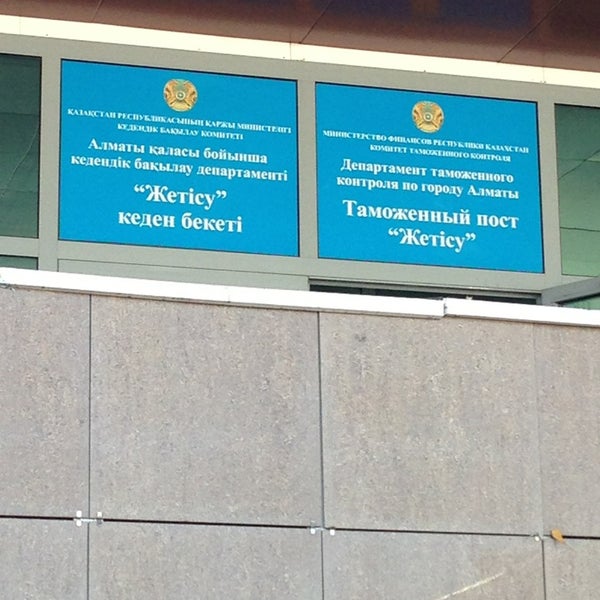 ҚАЗАҚСТАН РЕСПУБЛИКАСЫНЫҢ ҚАРЖЫ МИНИСТЕРЛІГІ
КЕДЕНДІК БАҚЫЛАУ КОМИТЕТІ
Алматы қаласы бойынша
кедендік бақылау департаменті
“Жетісу”
кеден бекеті
МИНИСТЕРСТВО ФИНАНСОВ РЕСПУБЛИКИ КАЗАХСТАН
КОМИТЕТ ТАМОЖЕННОГО КОНТРОЛЯ
Департамент таможенного
контроля по городу Алматы
Таможенный пост
“Жетісу”